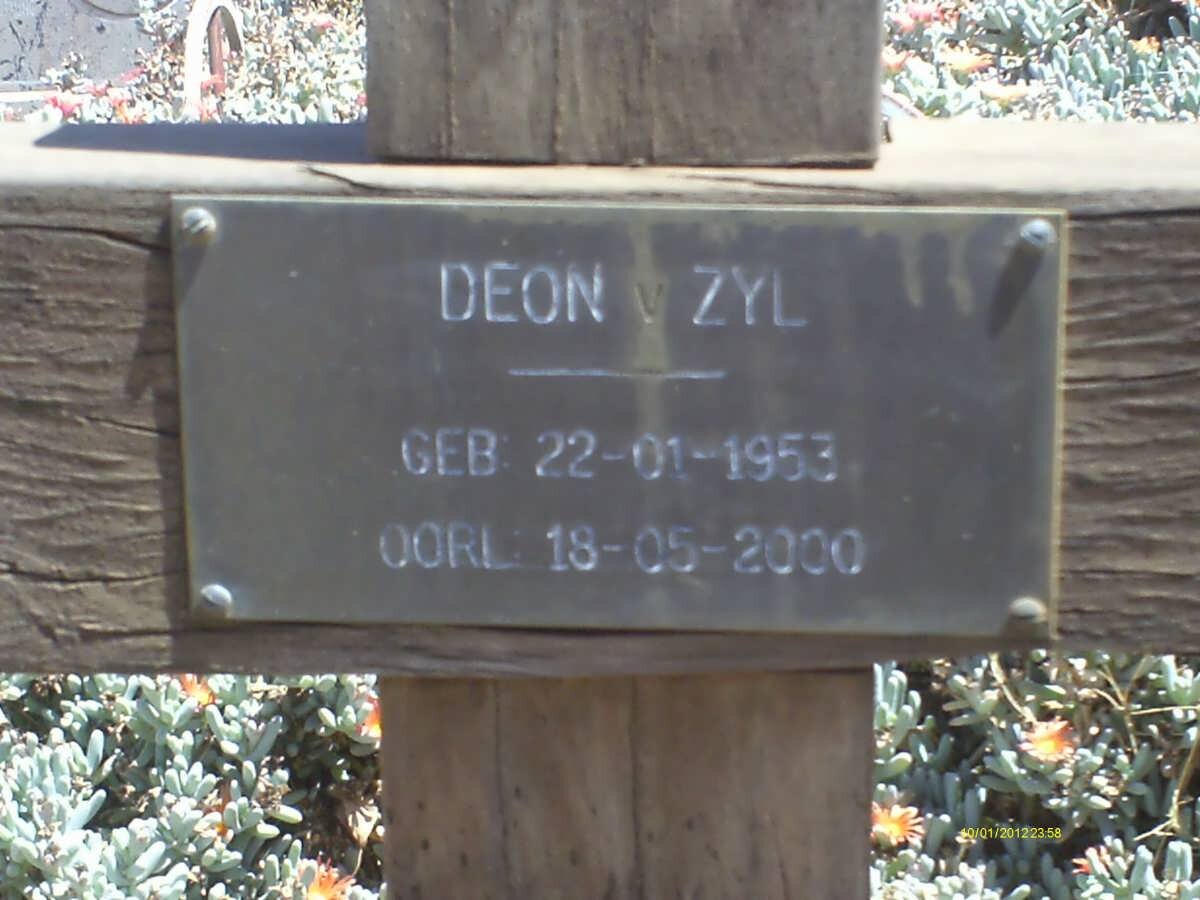 DEON v ZYL
GEB: 22-01-1953
OORL: 18-05-2000
10/01/2012 23:58